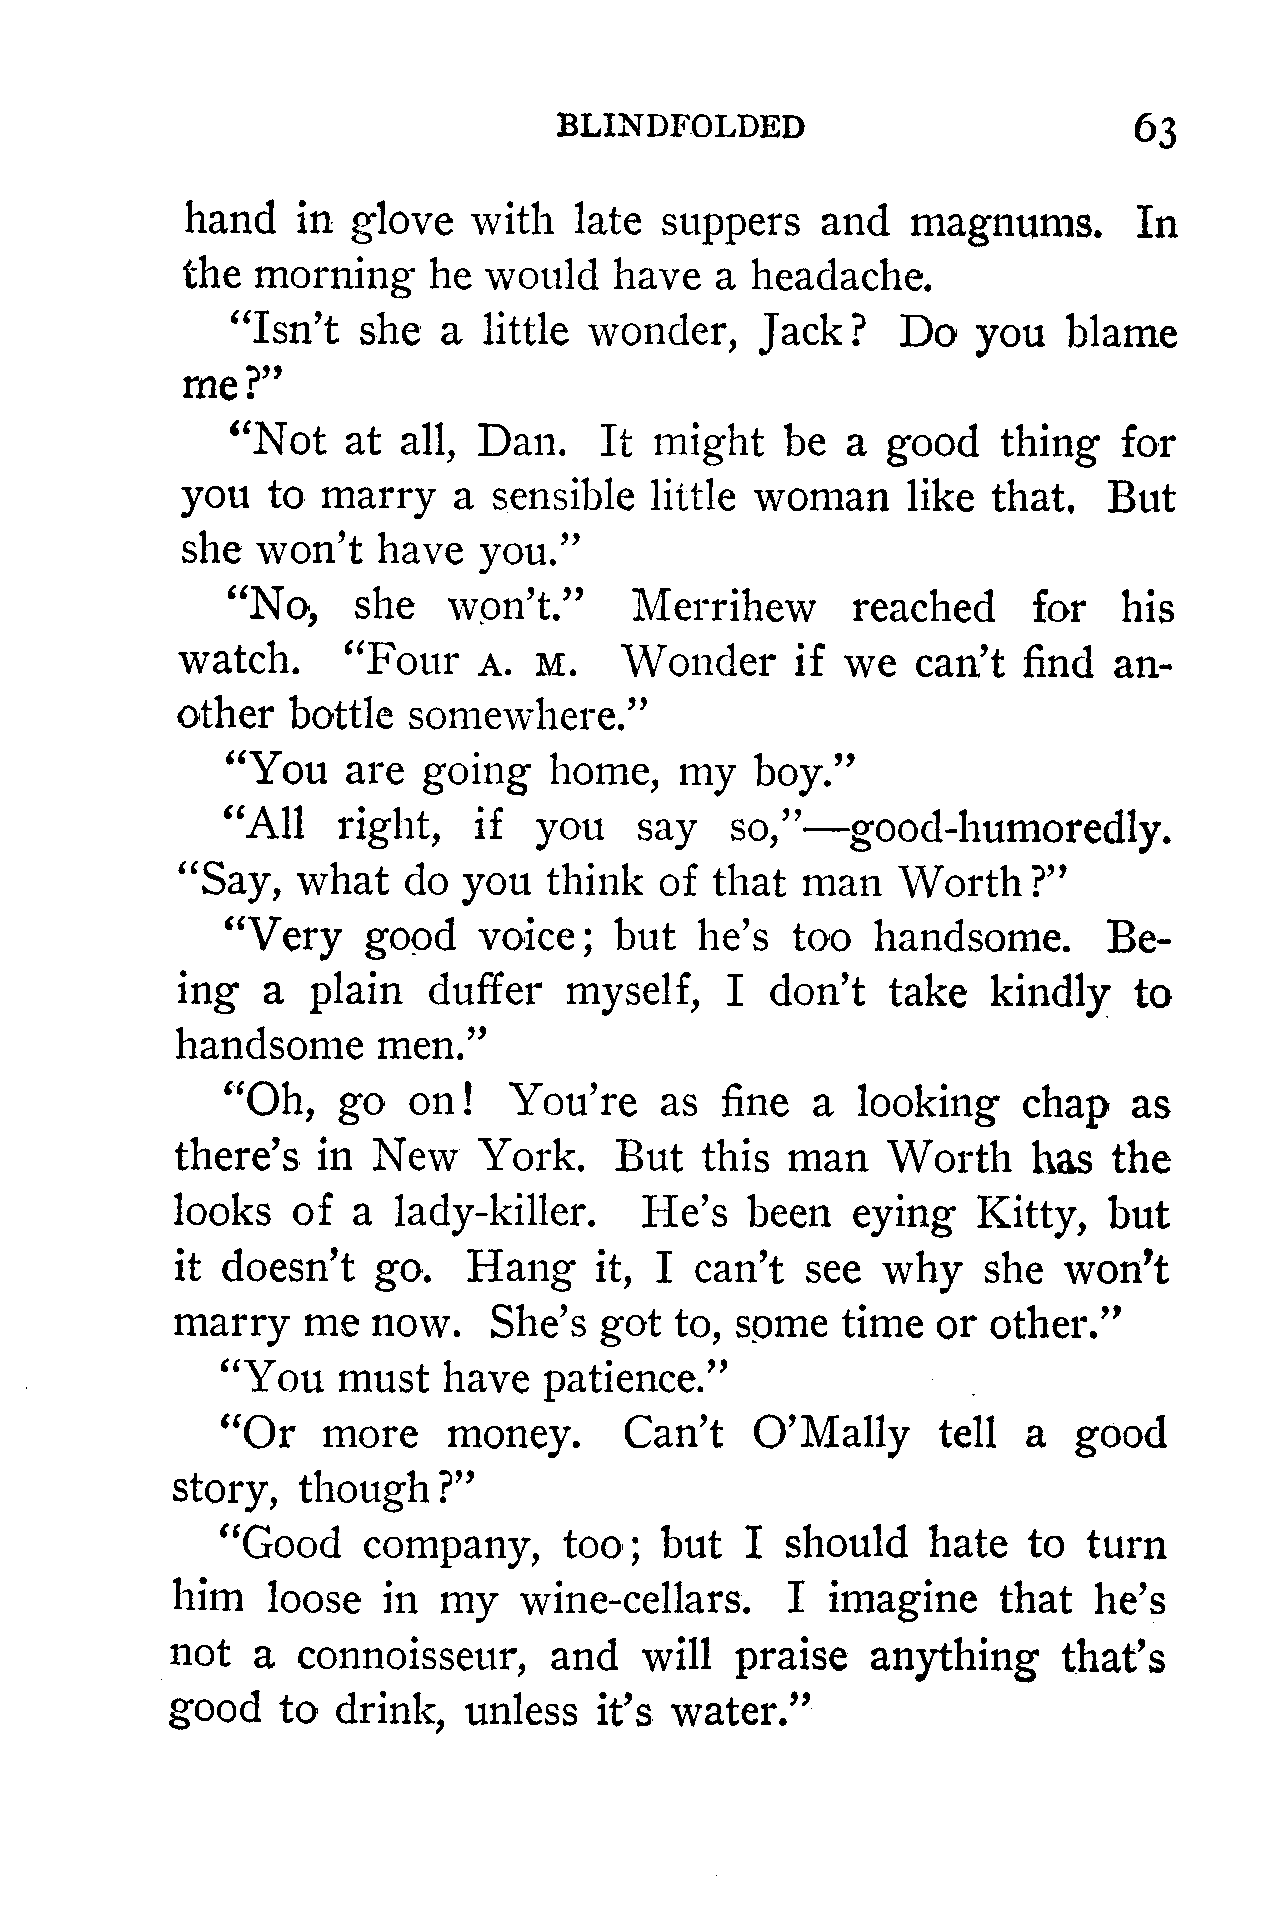 BLINDFOLDED 63
hand in glove with late suppers and magnums. In
the morning he would have a headache.
“Isn’t she a little wonder, Jack? Do you blame
me?”
“Not at all, Dan. It might be a good thing for
you to marry a sensible little woman like that. But
she won’t have you.”
“No, she won’t.” Merrihew reached for his
watch. “Four A. M. Wonder if we can’t find an-
other bottle somewhere.”
“You are going home, my boy.”
“All right, if you say so,”—good-humoredly.
“Say, what do you think of that man Worth?”
“Very good voice; but he’s too handsome. Be-
ing a plain duffer myself, I don’t take kindly to
handsome men.”
“Oh, go on! You’re as fine a looking chap as
there’s in New York. But this man Worth has the
looks of a lady-killer. He’s been eying Kitty, but
it doesn’t go. Hang it, I can’t see why she won’t
marry me now. She’s got to, some time or other.”
“You must have patience.”
“Or more money. Can’t O’Mally tell a good
story, though?”
“Good company, too; but I should hate to turn
him loose in my wine-cellars. I imagine that he’s
not a connoisseur, and will praise anything that’s
good to drink, unless it’s water.”